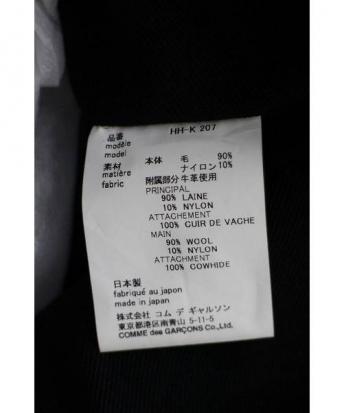 品番 HH-K 207
modèle
model
素材 本体 毛 90%
matière ナイロン 10%
fabric 附属部分 牛革使用
PRINCIPAL
90% LAINE
10% NYLON
ATTACHEMENT
100% CUIR DE VACHE
MAIN
90% WOOL
10% NYLON
ATTACHMENT
100% COWHIDE
日本製
fabriqué au japon
made in japan
株式会社 コム デ ギャルソン
東京都港区南青山 5-11-5
COMME des GARÇONS Co.,Ltd.